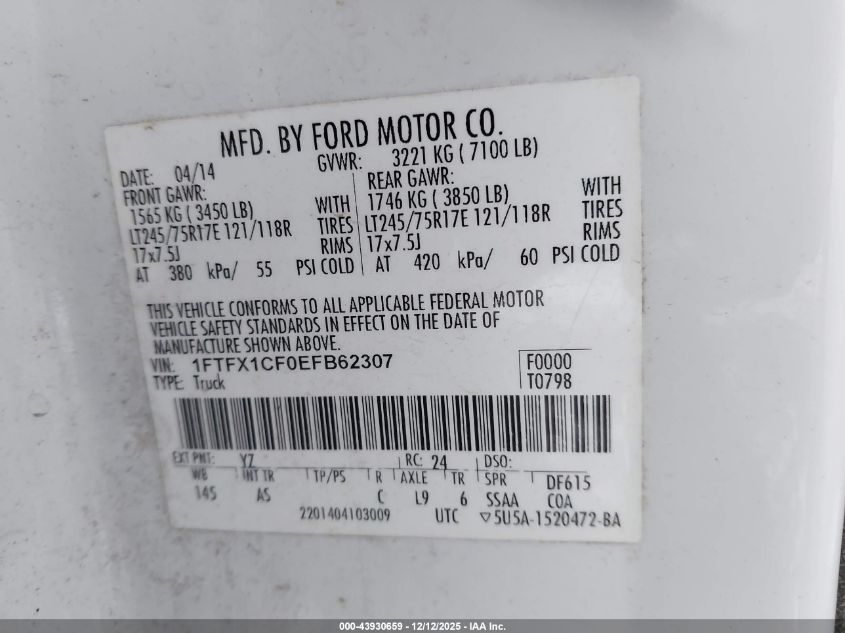 MFD. BY FORD MOTOR CO.
DATE: 04/14 GVWR: 3221 KG ( 7100 LB)
FRONT GAWR: REAR GAWR:
1565 KG ( 3450 LB) WITH 1746 KG ( 3850 LB) WITH
LT245/75R17E 121/118R TIRES LT245/75R17E 121/118R TIRES
17x7.5J RIMS 17x7.5J RIMS
AT 380 kPa/ 55 PSI COLD AT 420 kPa/ 60 PSI COLD
THIS VEHICLE CONFORMS TO ALL APPLICABLE FEDERAL MOTOR
VEHICLE SAFETY STANDARDS IN EFFECT ON THE DATE OF
MANUFACTURE SHOWN ABOVE.
VIN: 1FTFX1CF0EFB62307 F0000
TYPE: Truck T0798
EXT PNT: YZ RC: 24 DSO:
WB INT TR TP/PS R AXLE TR SPR DF615
145 AS C L9 6 SSAA COA
2201404103009 UTC ▽5U5A-1520472-BA
000-43930659 - 12/12/2025 - IAA Inc.